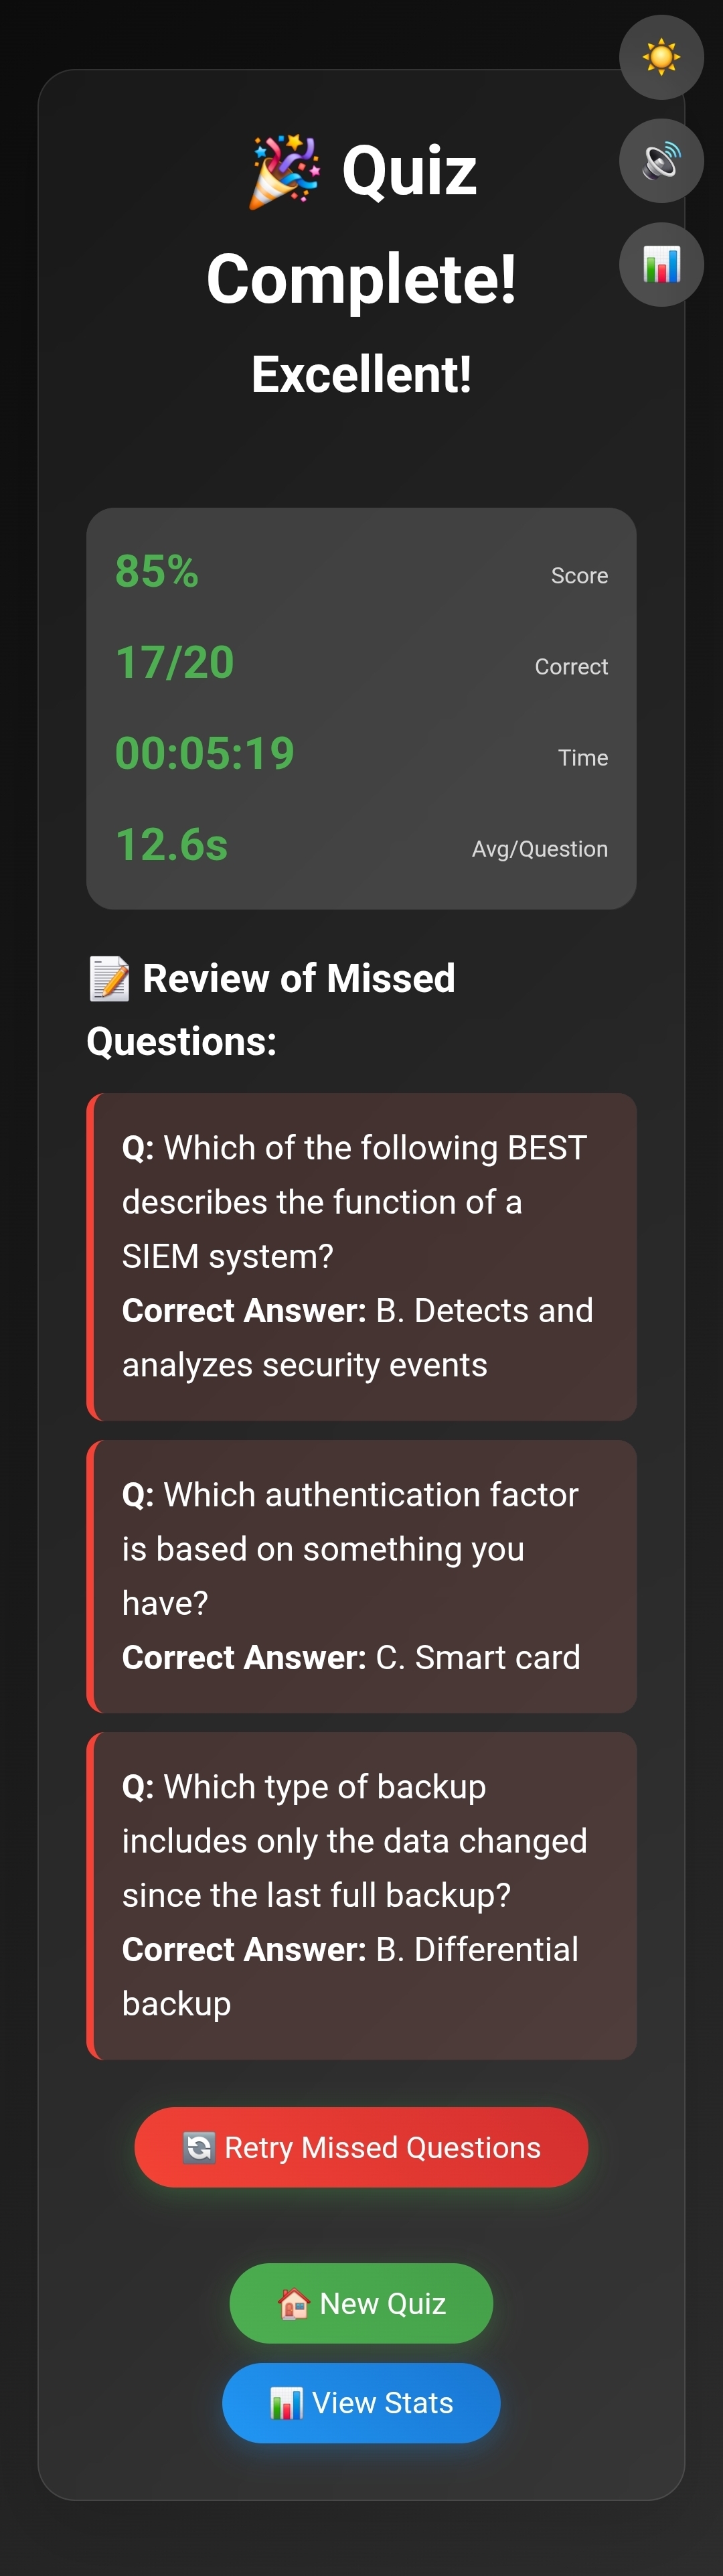 🎉 Quiz
Complete!
Excellent!
85% Score
17/20 Correct
00:05:19 Time
12.6s Avg/Question
📝 Review of Missed
Questions:
Q: Which of the following BEST
describes the function of a
SIEM system?
Correct Answer: B. Detects and
analyzes security events
Q: Which authentication factor
is based on something you
have?
Correct Answer: C. Smart card
Q: Which type of backup
includes only the data changed
since the last full backup?
Correct Answer: B. Differential
backup
🔄 Retry Missed Questions
🏠 New Quiz
📊 View Stats